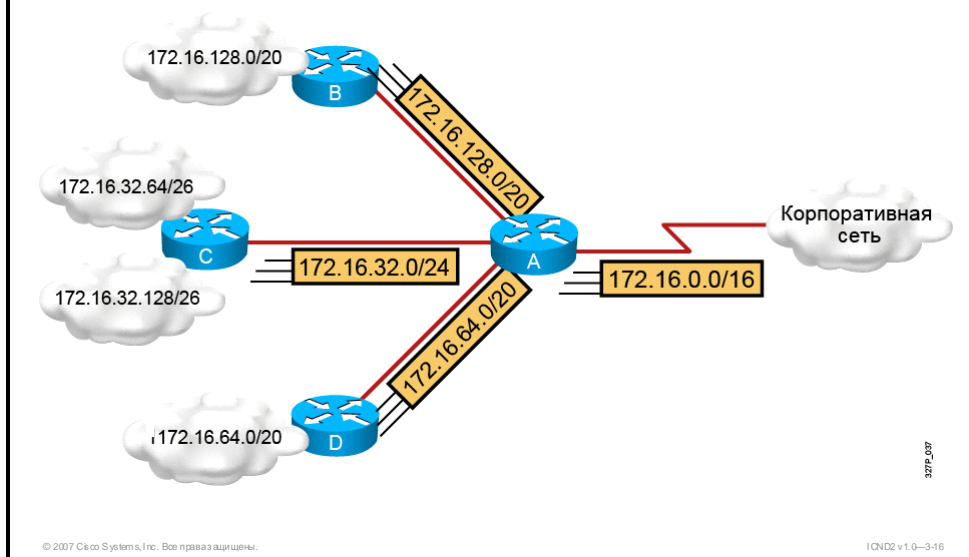 172.16.128.0/20
B
172.16.128.0/20
172.16.32.64/26
C
172.16.32.0/24
172.16.32.128/26
A
172.16.0.0/16
Корпоративная
сеть
172.16.64.0/20
D
172.16.64.0/20
327P_037
© 2007 Cisco Systems, Inc. Все права защищены.
ICND2 v1.0—3-16